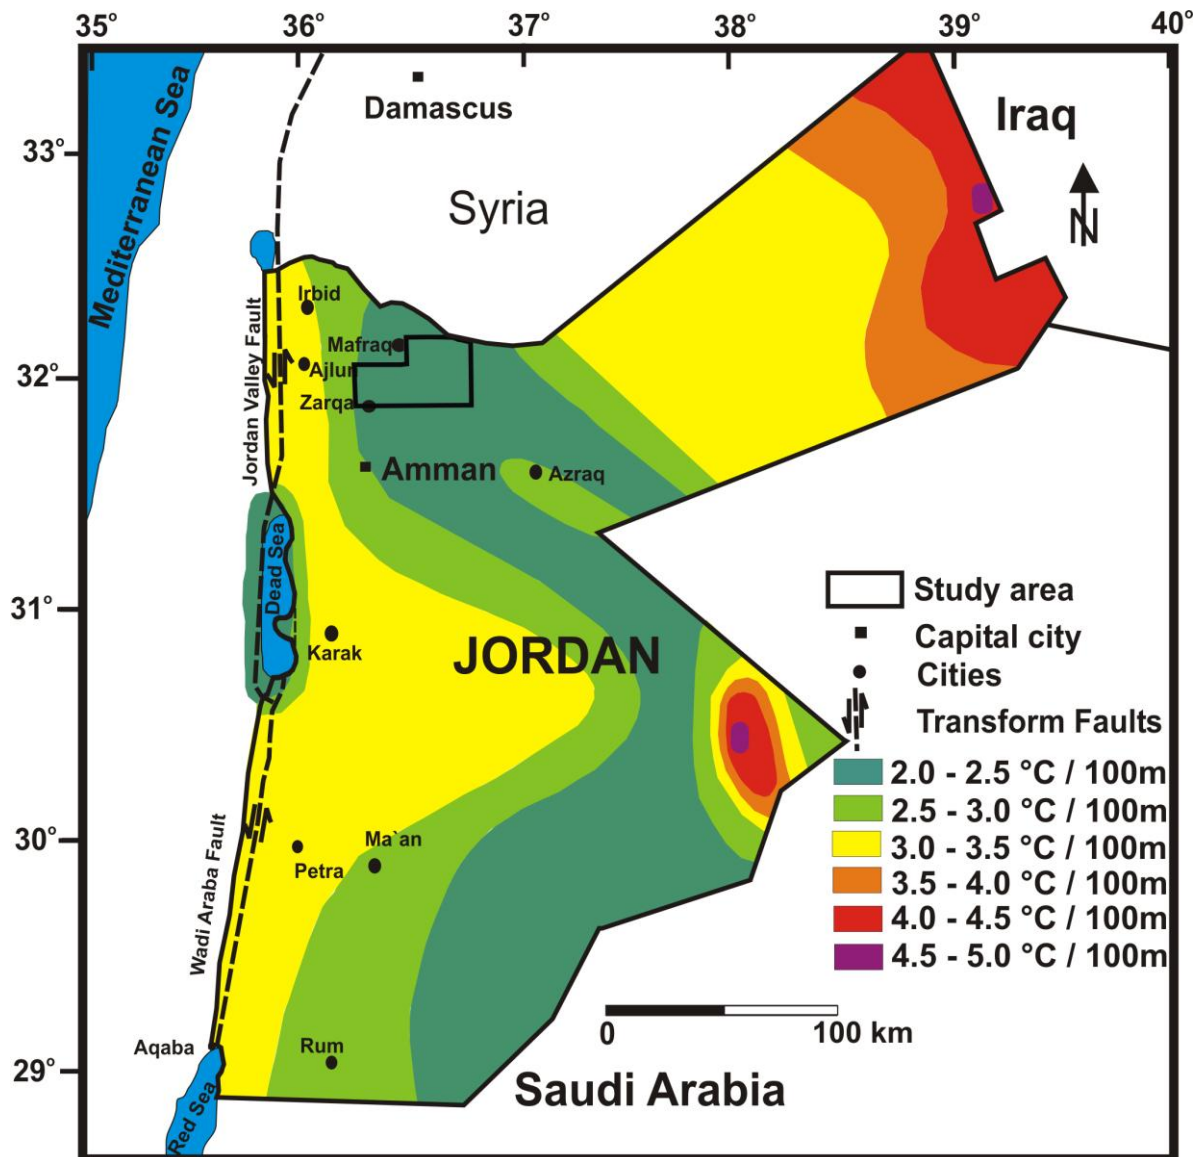 35° 36° 37° 38° 39° 40°
33°
32°
31°
30°
29°
Mediterranean Sea
Damascus
Syria
Iraq
N
Irbid
Mafraq
Ajlun
Zarqa
Jordan Valley Fault
Amman
Azraq
Dead Sea
Karak
JORDAN
Petra
Ma`an
Wadi Araba Fault
Aqaba
Rum
Red Sea
Saudi Arabia
Study area
Capital city
Cities
Transform Faults
2.0 - 2.5 °C / 100m
2.5 - 3.0 °C / 100m
3.0 - 3.5 °C / 100m
3.5 - 4.0 °C / 100m
4.0 - 4.5 °C / 100m
4.5 - 5.0 °C / 100m
0 100 km